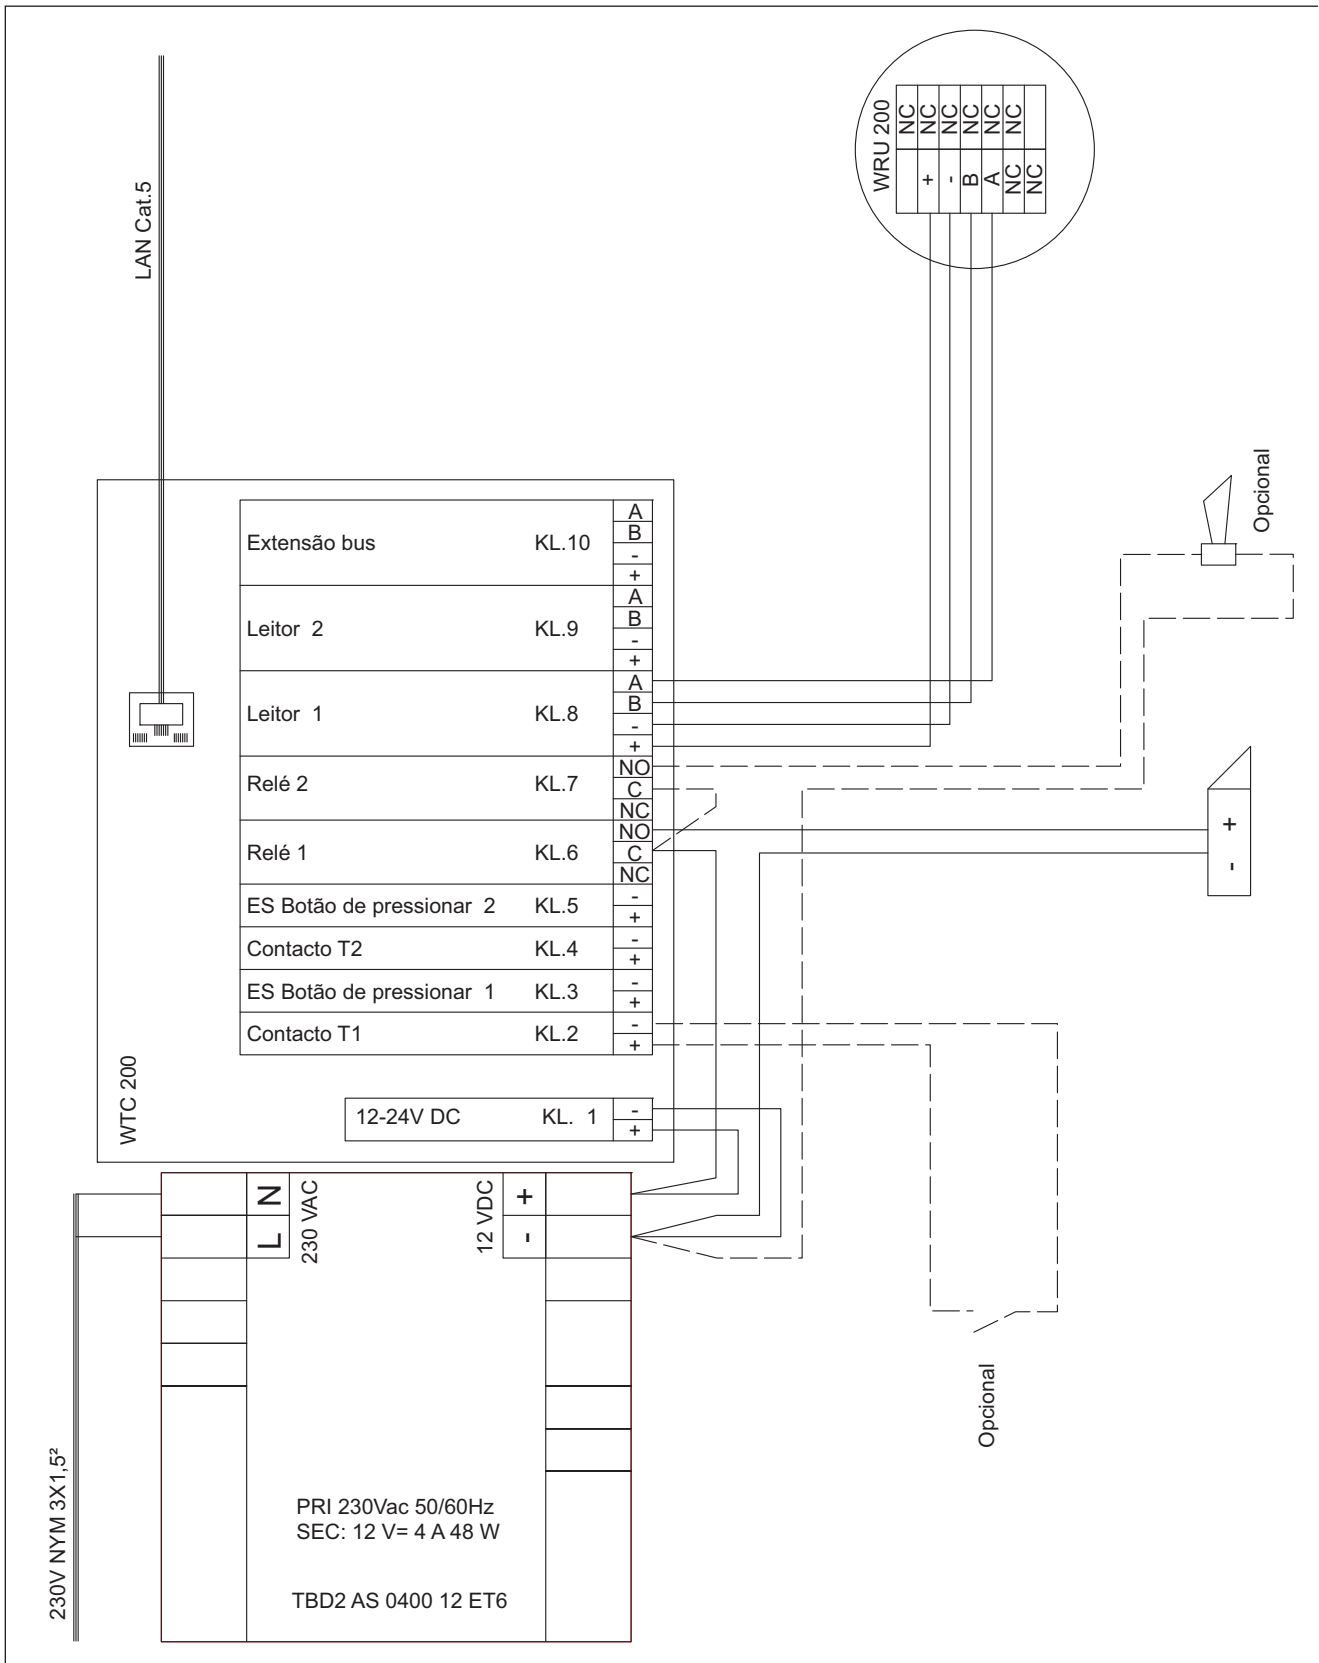 LAN Cat.5
WRU 200
NC
NC
NC
NC
NC
NC
+
-
B
A
NC
NC
Extensão bus KL.10
A
B
-
+
Leitor 2 KL.9
A
B
-
+
Leitor 1 KL.8
A
B
-
+
Relé 2 KL.7
NO
C
NC
Relé 1 KL.6
NO
C
NC
ES Botão de pressionar 2 KL.5
-
+
Contacto T2 KL.4
-
+
ES Botão de pressionar 1 KL.3
-
+
Contacto T1 KL.2
-
+
WTC 200
12-24V DC KL. 1
-
+
Opcional
+
-
Opcional
N
L
230 VAC
12 VDC
+
-
230V NYM 3X1,5²
PRI 230Vac 50/60Hz
SEC: 12 V= 4 A 48 W
TBD2 AS 0400 12 ET6